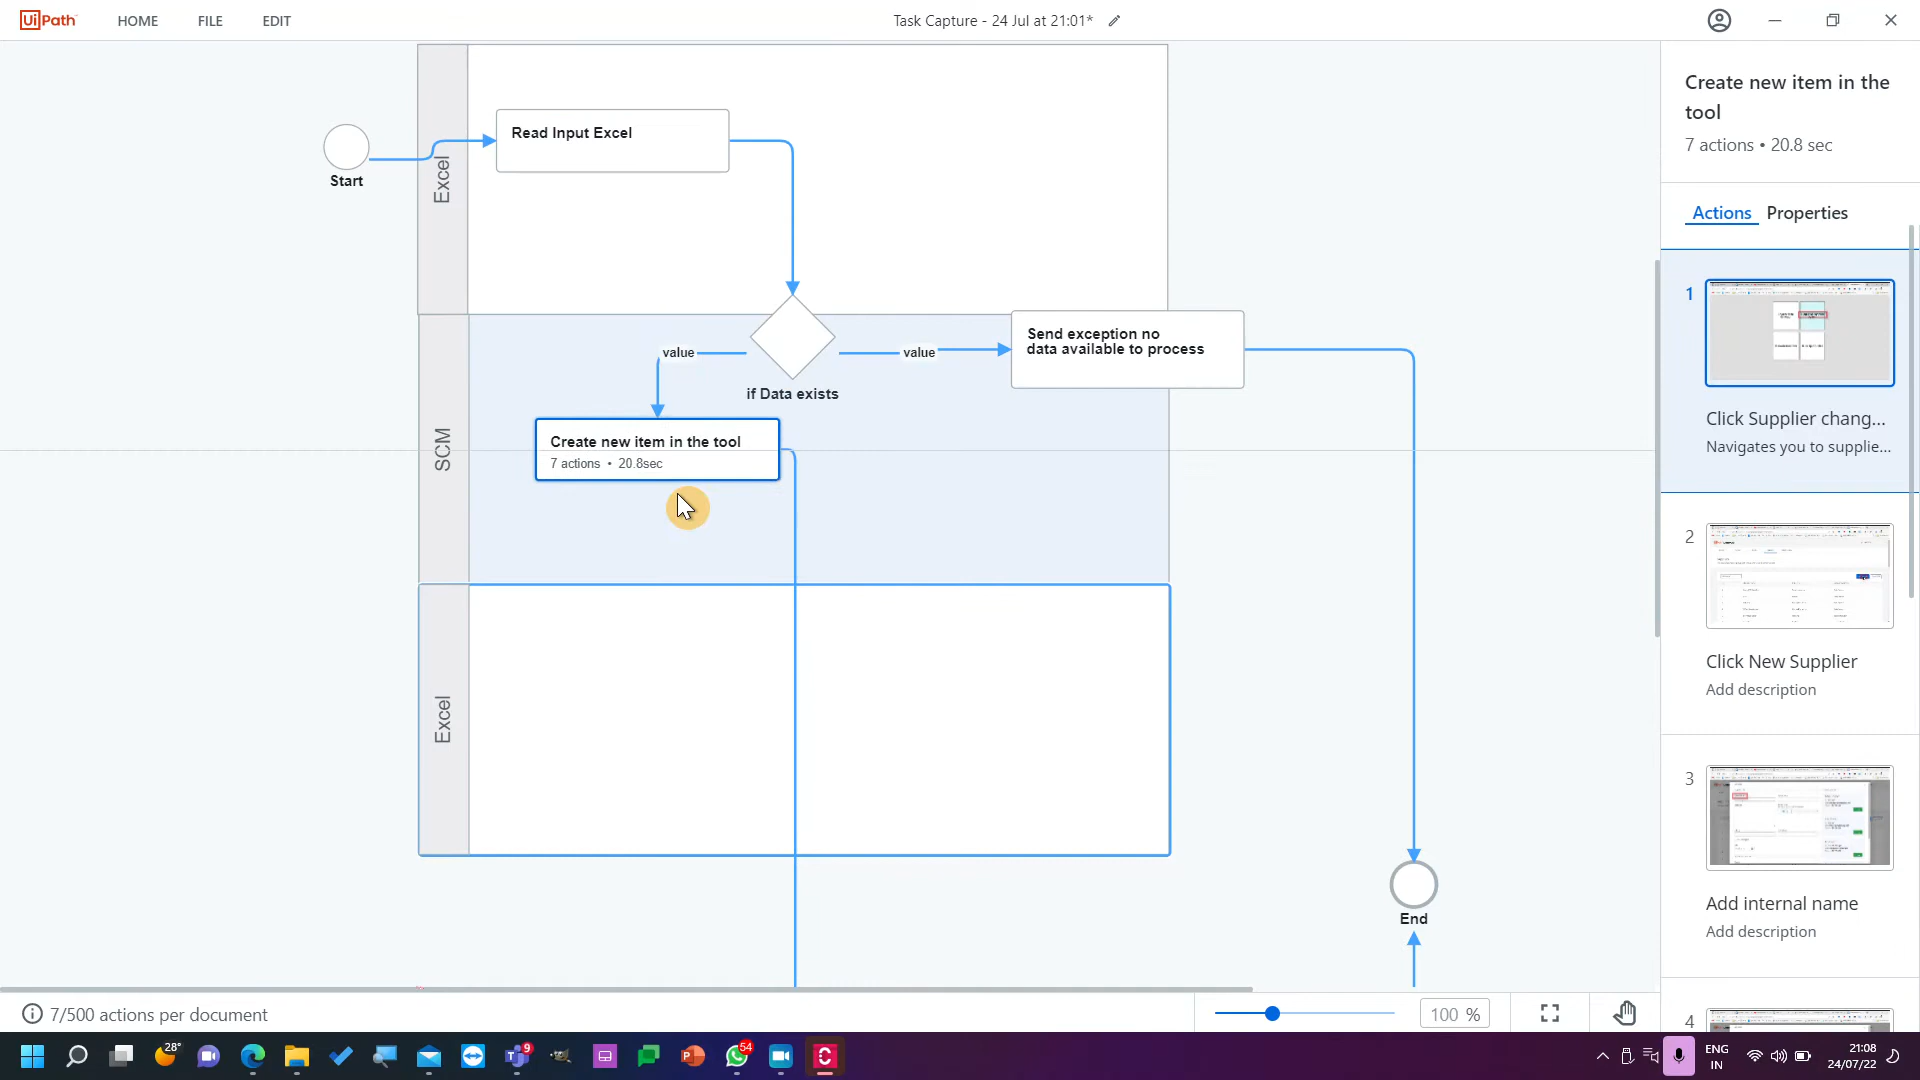 UiPath
HOME
FILE
EDIT
Task Capture - 24 Jul at 21:01*
Start
Excel
Read Input Excel
SCM
value
value
if Data exists
Send exception no
data available to process
Create new item in the tool
7 actions • 20.8sec
Excel
End
Create new item in the
tool
7 actions • 20.8 sec
Actions
Properties
1
Click Supplier chang...
Navigates you to supplie...
2
Click New Supplier
Add description
3
Add internal name
Add description
4
7/500 actions per document
100 %
28°
9
54
ENG
IN
21:08
24/07/22